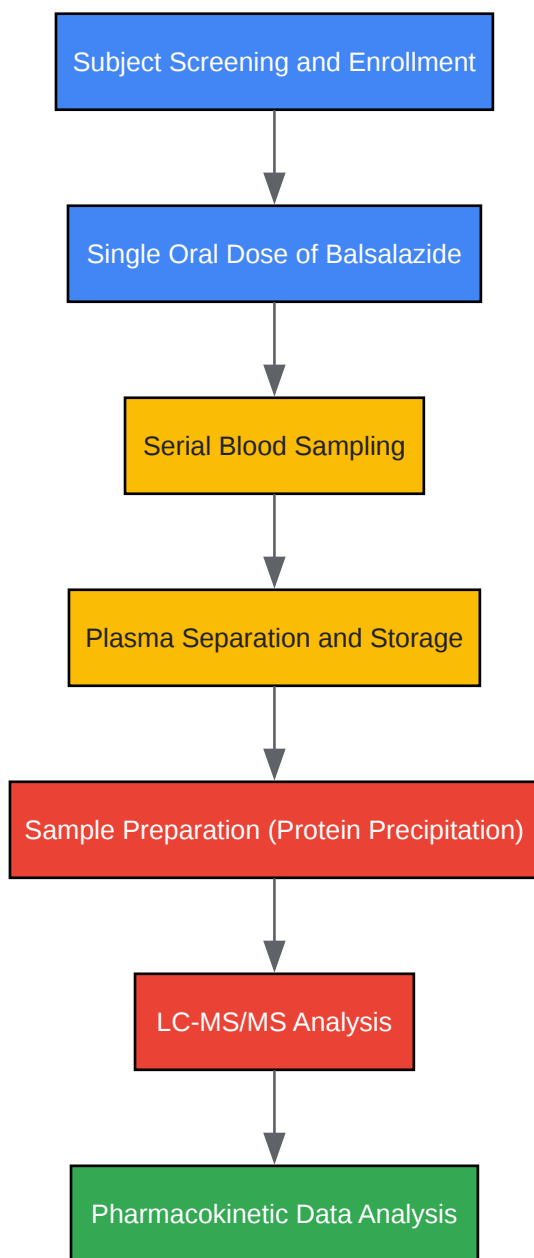 Subject Screening and Enrollment
Single Oral Dose of Balsalazide
Serial Blood Sampling
Plasma Separation and Storage
Sample Preparation (Protein Precipitation)
LC-MS/MS Analysis
Pharmacokinetic Data Analysis